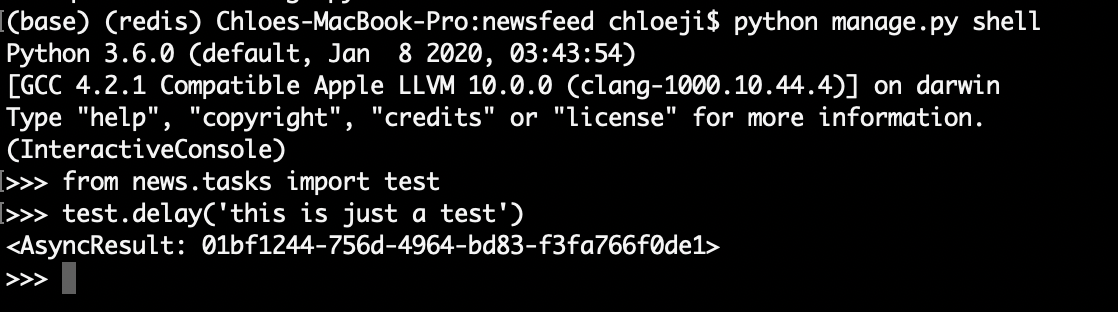 (base) (redis) Chloes-MacBook-Pro:newsfeed chloeji$ python manage.py shell
Python 3.6.0 (default, Jan  8 2020, 03:43:54)
[GCC 4.2.1 Compatible Apple LLVM 10.0.0 (clang-1000.10.44.4)] on darwin
Type "help", "copyright", "credits" or "license" for more information.
(InteractiveConsole)
>>> from news.tasks import test
>>> test.delay('this is just a test')
<AsyncResult: 01bf1244-756d-4964-bd83-f3fa766f0de1>
>>>